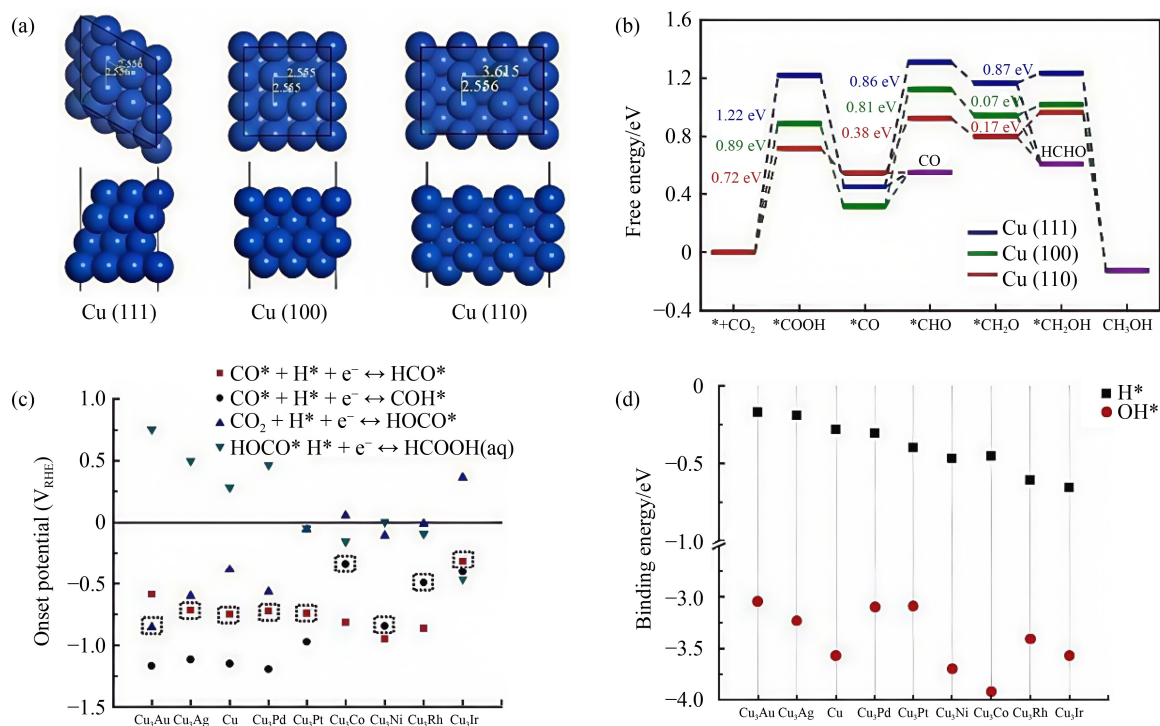 (a)
2.556
2.556
2.555
2.565
3.615
2.556
Cu (111)
Cu (100)
Cu (110)
(b)
Free energy/eV
1.6
1.2
0.8
0.4
0
−0.4
1.22 eV
0.89 eV
0.72 eV
0.86 eV
0.81 eV
0.38 eV
0.87 eV
0.07 eV
0.17 eV
CO
HCHO
Cu (111)
Cu (100)
Cu (110)
*+CO₂
*COOH
*CO
*CHO
*CH₂O
*CH₂OH
CH₃OH
(c)
CO* + H⁺ + e⁻ ↔ HCO*
CO* + H⁺ + e⁻ ↔ COH*
CO₂ + H⁺ + e⁻ ↔ HOCO*
HOCO* H⁺ + e⁻ ↔ HCOOH(aq)
Onset potential (V_RHE)
1.0
0.5
0
−0.5
−1.0
−1.5
Cu₃Au
Cu₃Ag
Cu
Cu₃Pd
Cu₃Pt
Cu₃Co
Cu₃Ni
Cu₃Rh
Cu₃Ir
(d)
H*
OH*
Binding energy/eV
0
−0.5
−1.0
−3.0
−3.5
−4.0
Cu₃Au
Cu₃Ag
Cu
Cu₃Pd
Cu₃Pt
Cu₃Ni
Cu₃Co
Cu₃Rh
Cu₃Ir